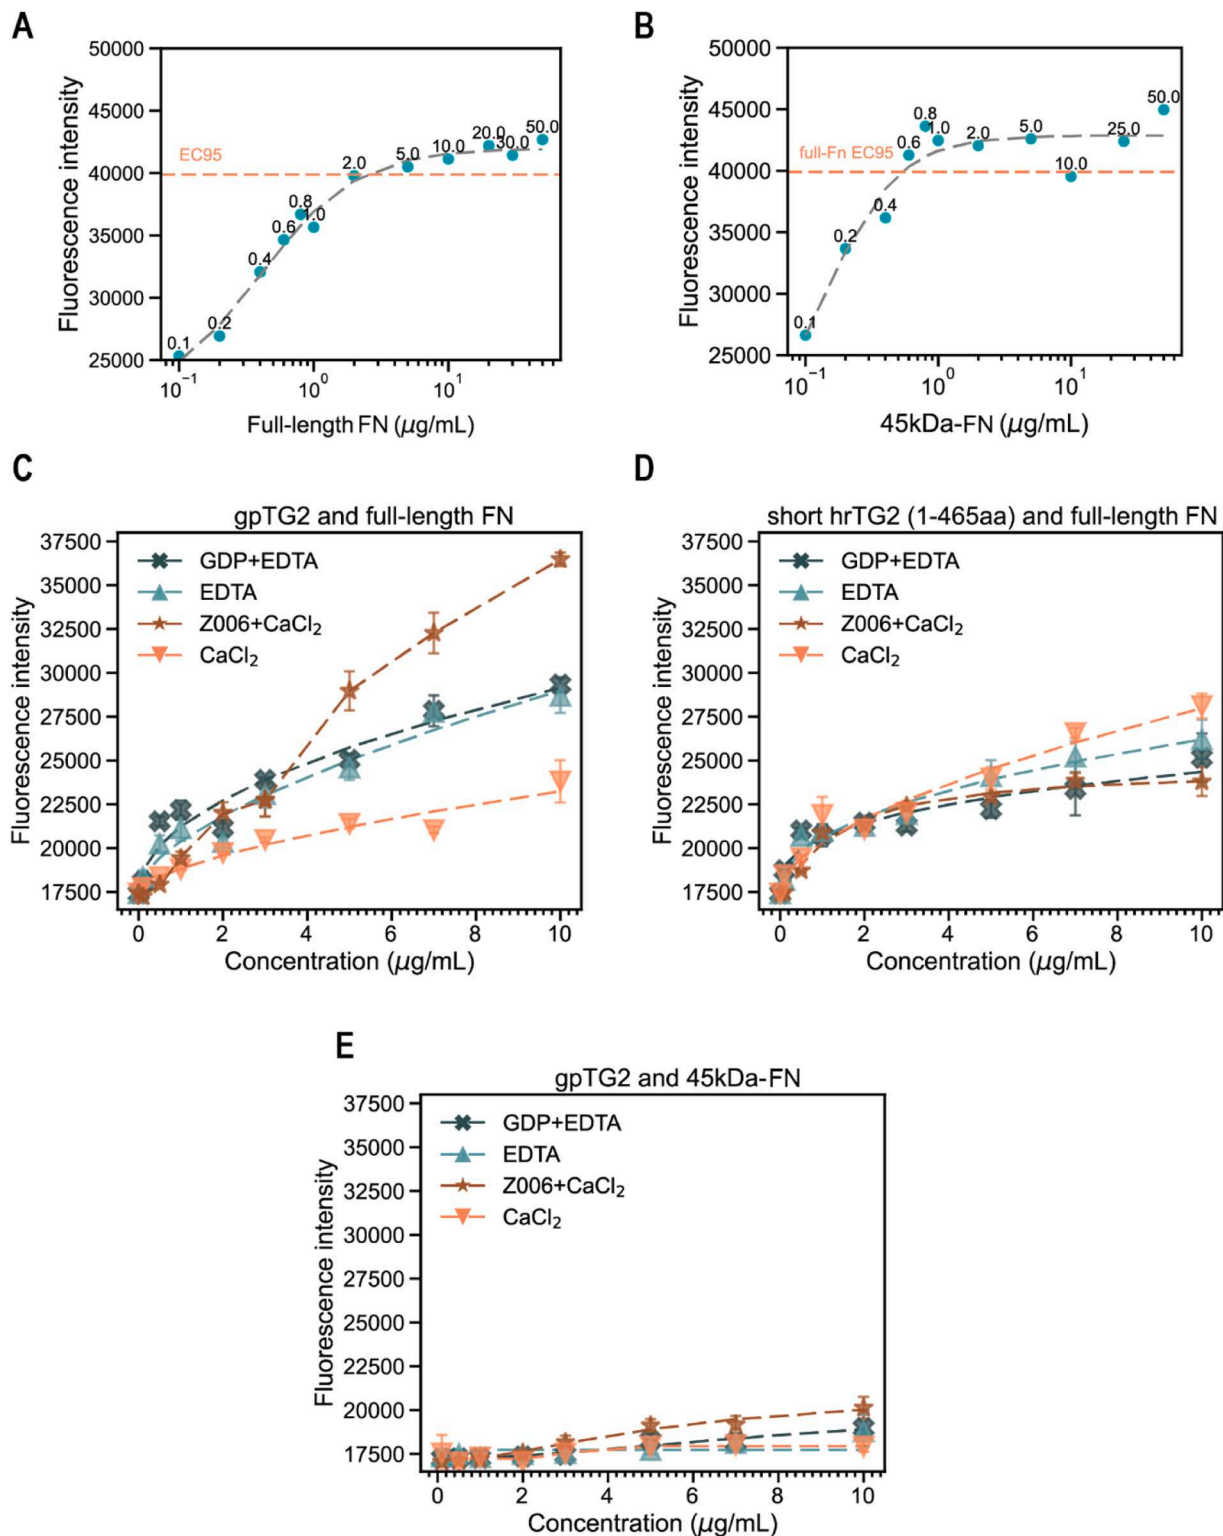 A
50000
45000
40000
35000
30000
25000
Fluorescence intensity
EC95
0.1
0.2
0.4
0.6
0.8
1.0
2.0
5.0
10.0
20.0
30.0
50.0
10⁻¹
10⁰
10¹
Full-length FN (μg/mL)
B
50000
45000
40000
35000
30000
25000
Fluorescence intensity
full-Fn EC95
0.1
0.2
0.4
0.6
0.8
1.0
2.0
5.0
10.0
25.0
50.0
10⁻¹
10⁰
10¹
45kDa-FN (μg/mL)
C
gpTG2 and full-length FN
37500
35000
32500
30000
27500
25000
22500
20000
17500
Fluorescence intensity
GDP+EDTA
EDTA
Z006+CaCl₂
CaCl₂
0 2 4 6 8 10
Concentration (μg/mL)
D
short hrTG2 (1-465aa) and full-length FN
37500
35000
32500
30000
27500
25000
22500
20000
17500
Fluorescence intensity
GDP+EDTA
EDTA
Z006+CaCl₂
CaCl₂
0 2 4 6 8 10
Concentration (μg/mL)
E
gpTG2 and 45kDa-FN
37500
35000
32500
30000
27500
25000
22500
20000
17500
Fluorescence intensity
GDP+EDTA
EDTA
Z006+CaCl₂
CaCl₂
0 2 4 6 8 10
Concentration (μg/mL)